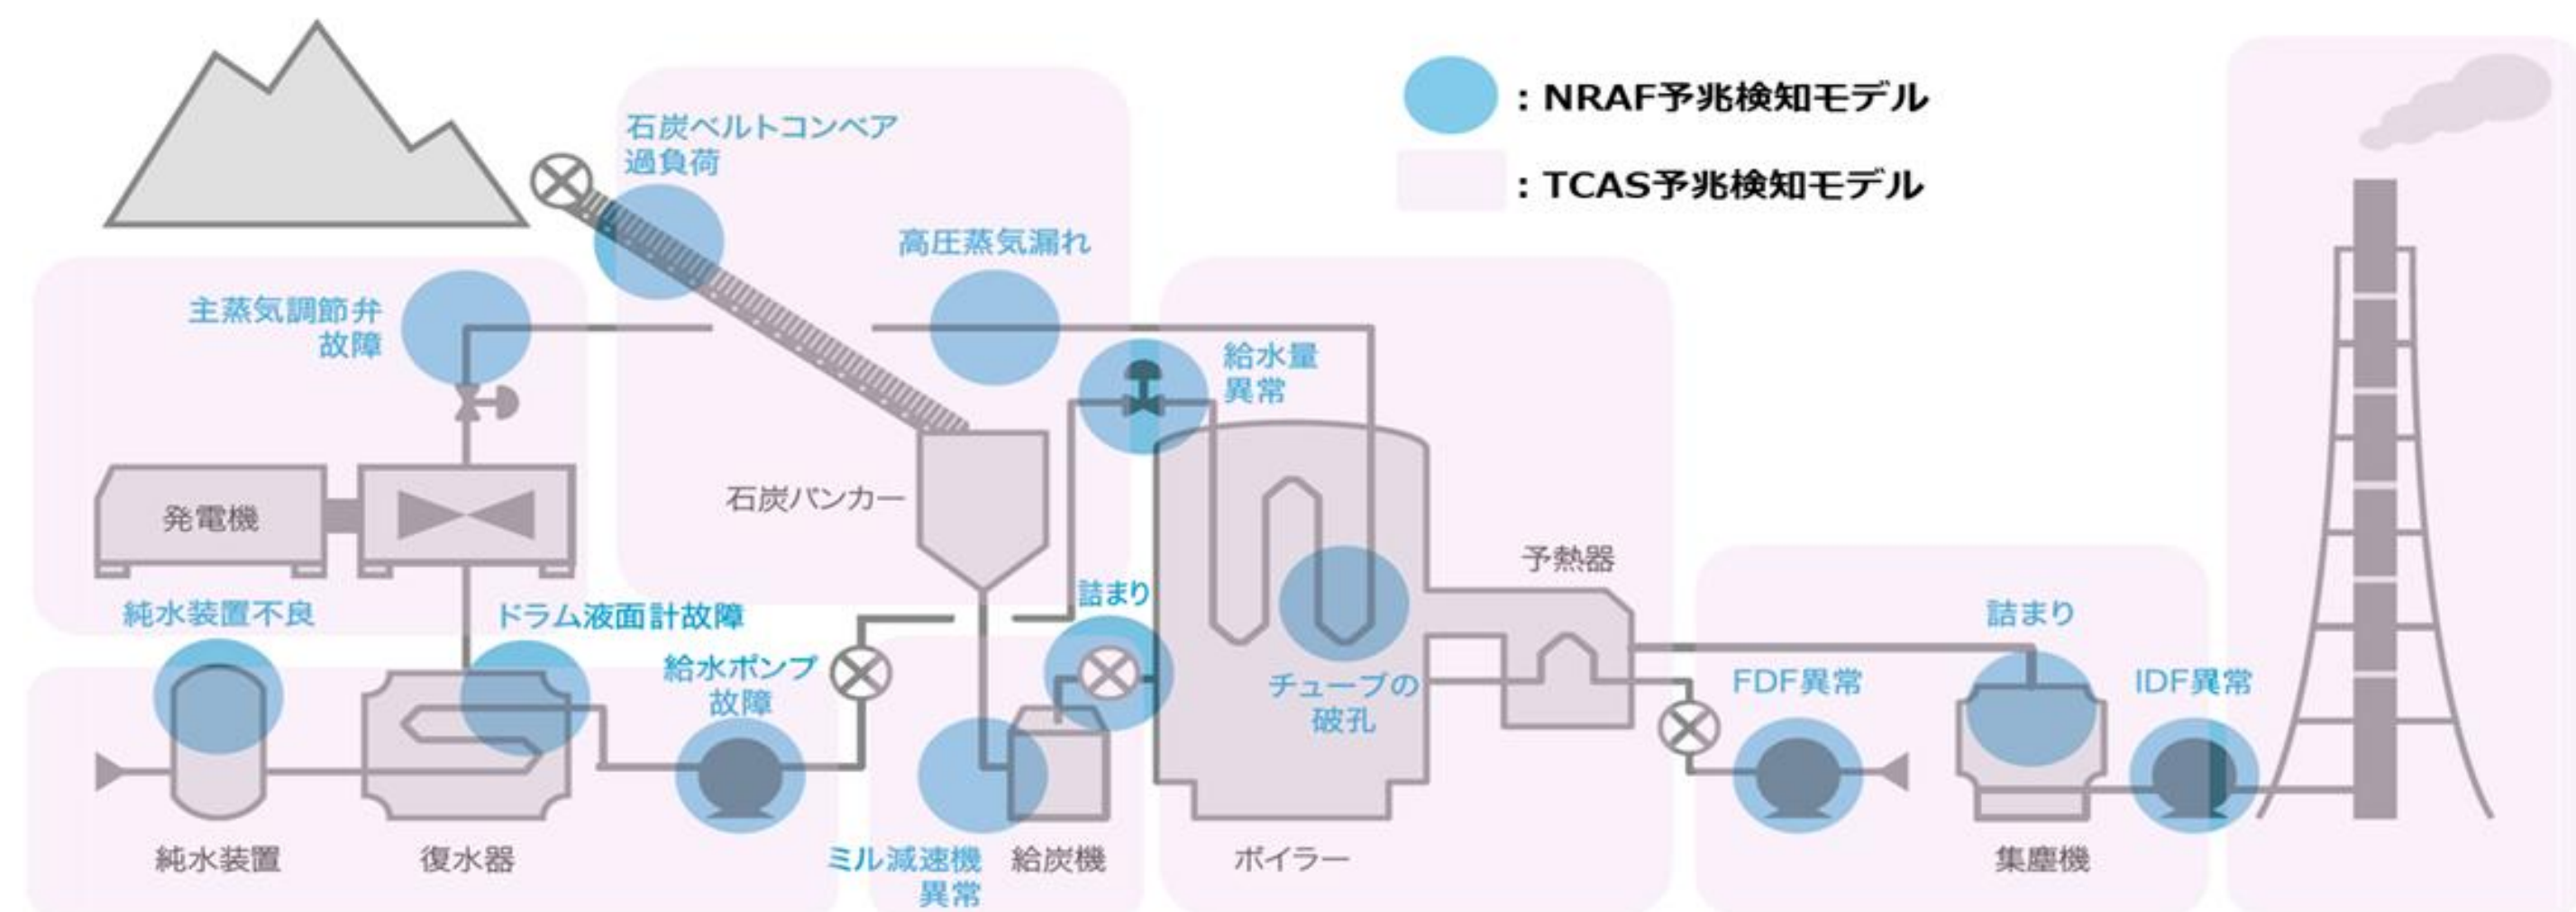 ：NRAF予兆検知モデル
：TCAS予兆検知モデル
石炭ベルトコンベア
過負荷
高圧蒸気漏れ
主蒸気調節弁
故障
給水量
異常
石炭バンカー
発電機
予熱器
純水装置不良
ドラム液面計故障
詰まり
詰まり
給水ポンプ
故障
チューブの
破孔
FDF異常
IDF異常
純水装置
復水器
ミル減速機
異常
給炭機
ボイラー
集塵機